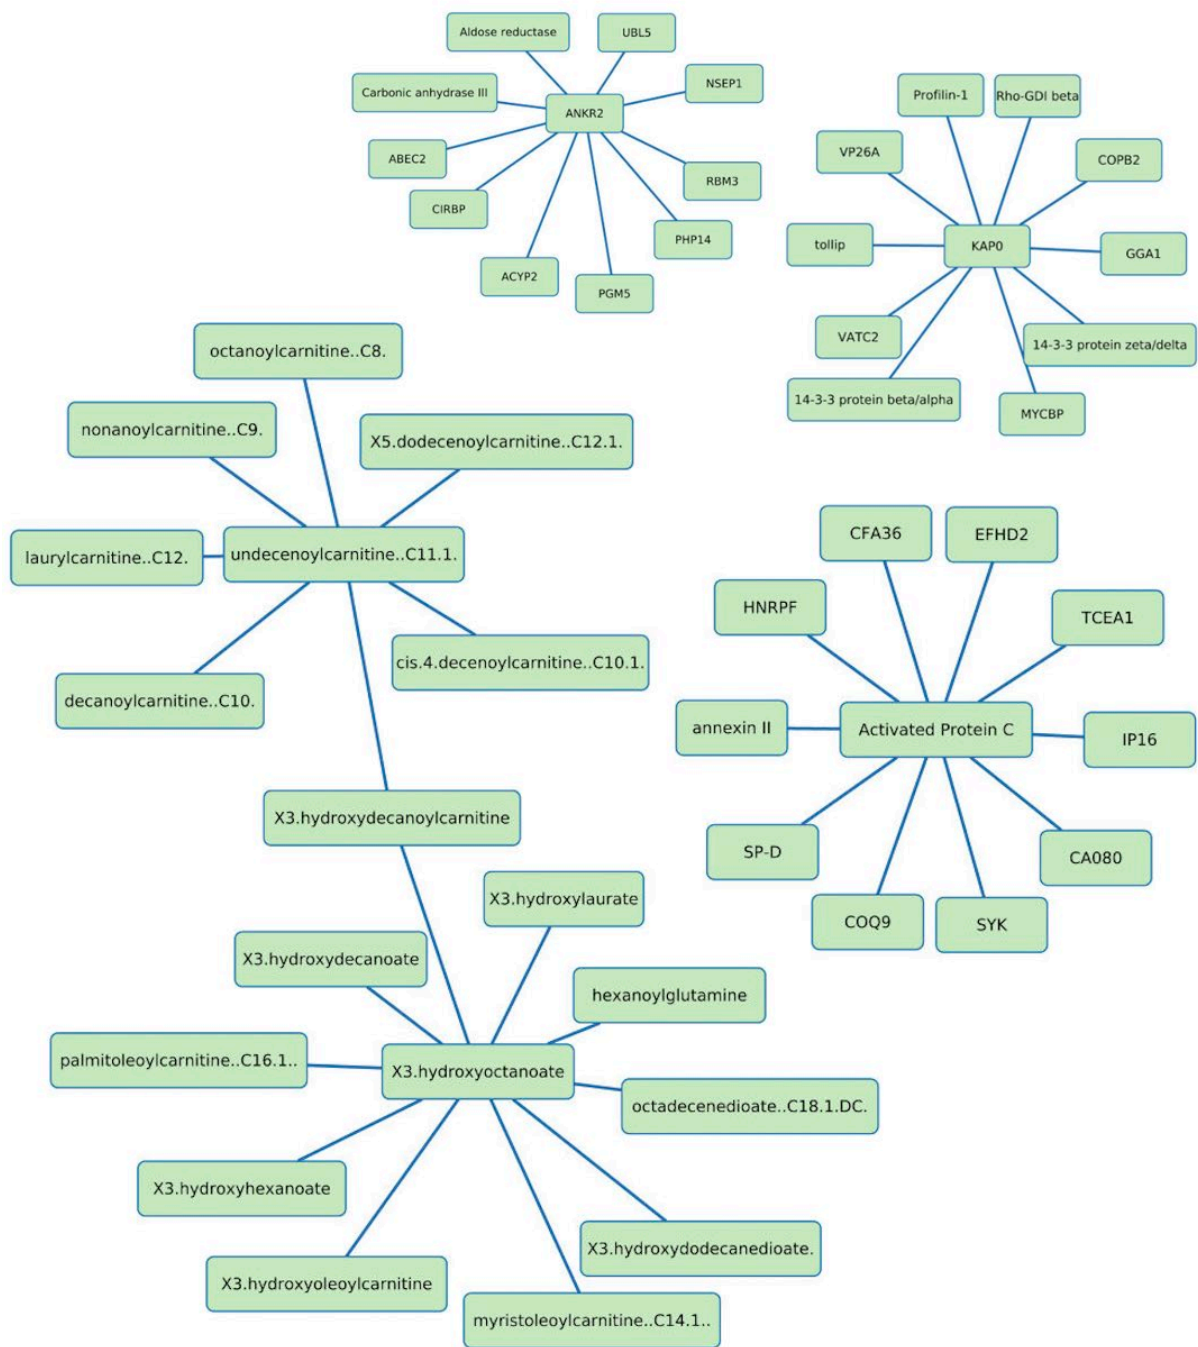 Aldose reductase
UBL5
Carbonic anhydrase III
NSEP1
ANKR2
ABEC2
RBM3
CIRBP
PHP14
ACYP2
PGM5
Profilin-1
Rho-GDI beta
VP26A
COPB2
tollip
KAP0
GGA1
VATC2
14-3-3 protein zeta/delta
14-3-3 protein beta/alpha
MYCBP
octanoylcarnitine..C8.
nonanoylcarnitine..C9.
X5.dodecenoylcarnitine..C12.1.
laurylcarnitine..C12.
undecenoylcarnitine..C11.1.
cis.4.decenoylcarnitine..C10.1.
decanoylcarnitine..C10.
X3.hydroxydecanoylcarnitine
CFA36
EFHD2
HNRPF
TCEA1
annexin II
Activated Protein C
IP16
SP-D
CA080
COQ9
SYK
X3.hydroxylaurate
X3.hydroxydecanoate
hexanoylglutamine
palmitoleoylcarnitine..C16.1..
X3.hydroxyoctanoate
octadecenedioate..C18.1.DC.
X3.hydroxyhexanoate
X3.hydroxydodecanedioate.
X3.hydroxyoleoylcarnitine
myristoleoylcarnitine..C14.1..